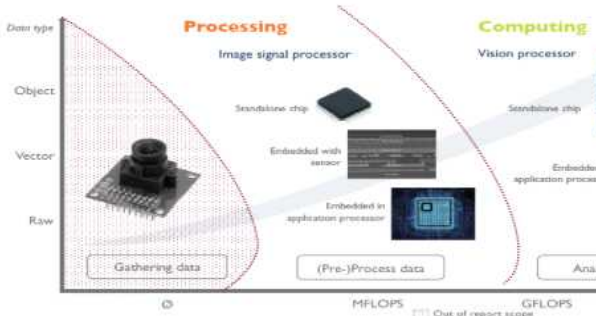 Data type
Processing
Computing
Image signal processor
Vision processor
Object
Standalone chip
Standalone chip
Vector
Embedded with
sensor
Embedded
application proces
Raw
Embedded in
application processor
Gathering data
(Pre-)Process data
Ana
Ø
MFLOPS
GFLOPS
Out of report scope